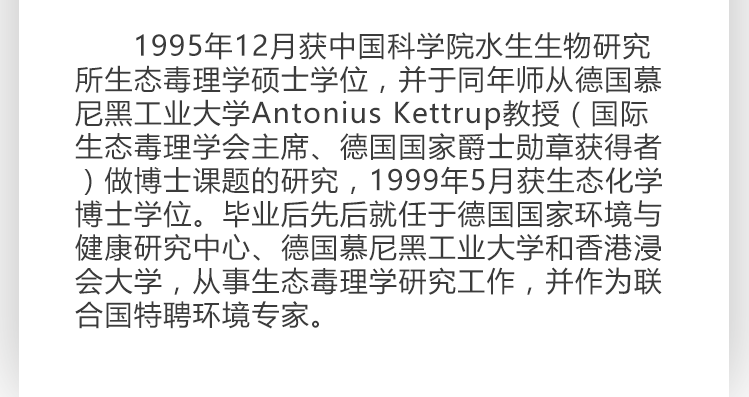 1995年12月获中国科学院水生生物研究
所生态毒理学硕士学位，并于同年师从德国慕
尼黑工业大学Antonius Kettrup教授（国际
生态毒理学会主席、德国国家爵士勋章获得者
）做博士课题的研究，1999年5月获生态化学
博士学位。毕业后先后就任于德国国家环境与
健康研究中心、德国慕尼黑工业大学和香港浸
会大学，从事生态毒理学研究工作，并作为联
合国特聘环境专家。